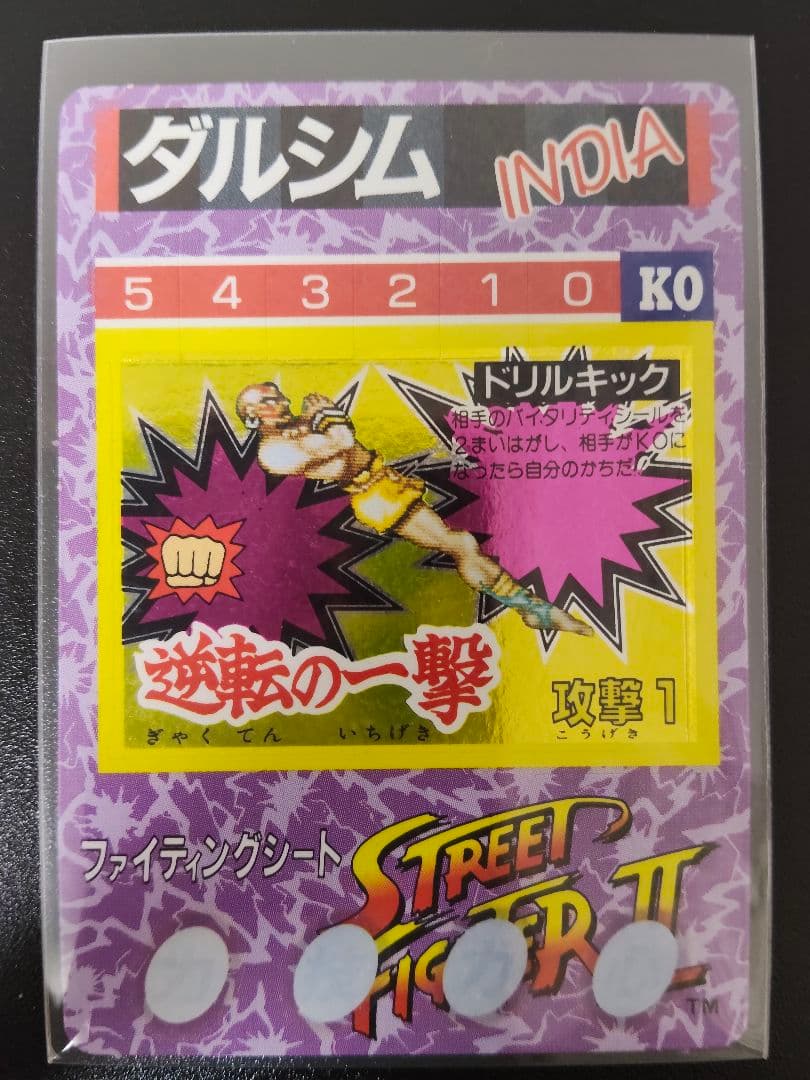 ダルシム
INDIA
5 4 3 2 1 0 KO
ドリルキック
相手のバイタリティシールを
2まいはがし、相手がKOに
なったら自分のかちだ!!
逆転の一撃
ぎゃくてん いちげき
攻撃1
こうげき
ファイティングシート
STREET
FIGHTER II
TM